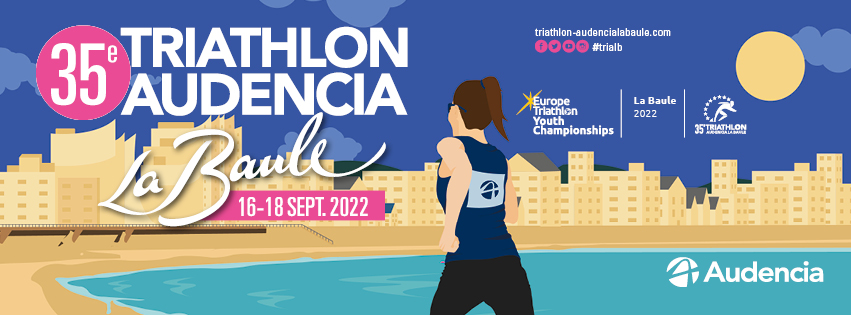 35e
TRIATHLON
AUDENCIA
La Baule
16-18 SEPT. 2022
triathlon-audencialabaule.com
#trialb
Europe
Triathlon
Youth
Championships
La Baule
2022
35e TRIATHLON
AUDENCIA LA BAULE
Audencia